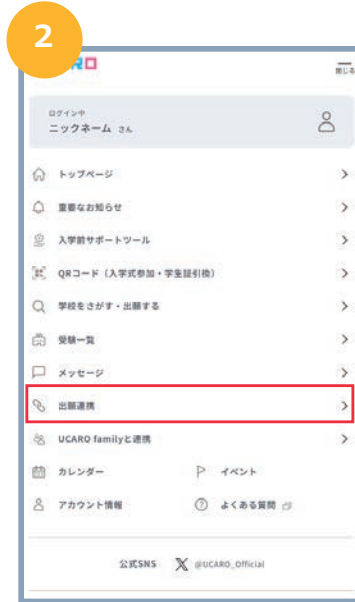 2
RO
閉じる
ログイン中
ニックネーム さん
トップページ
重要なお知らせ
入学前サポートツール
QRコード（入学式参加・学生証引換）
学校をさがす・出願する
受験一覧
メッセージ
出願連携
UCARO familyと連携
カレンダー イベント
アカウント情報 よくある質問
公式SNS @UCARO_Official